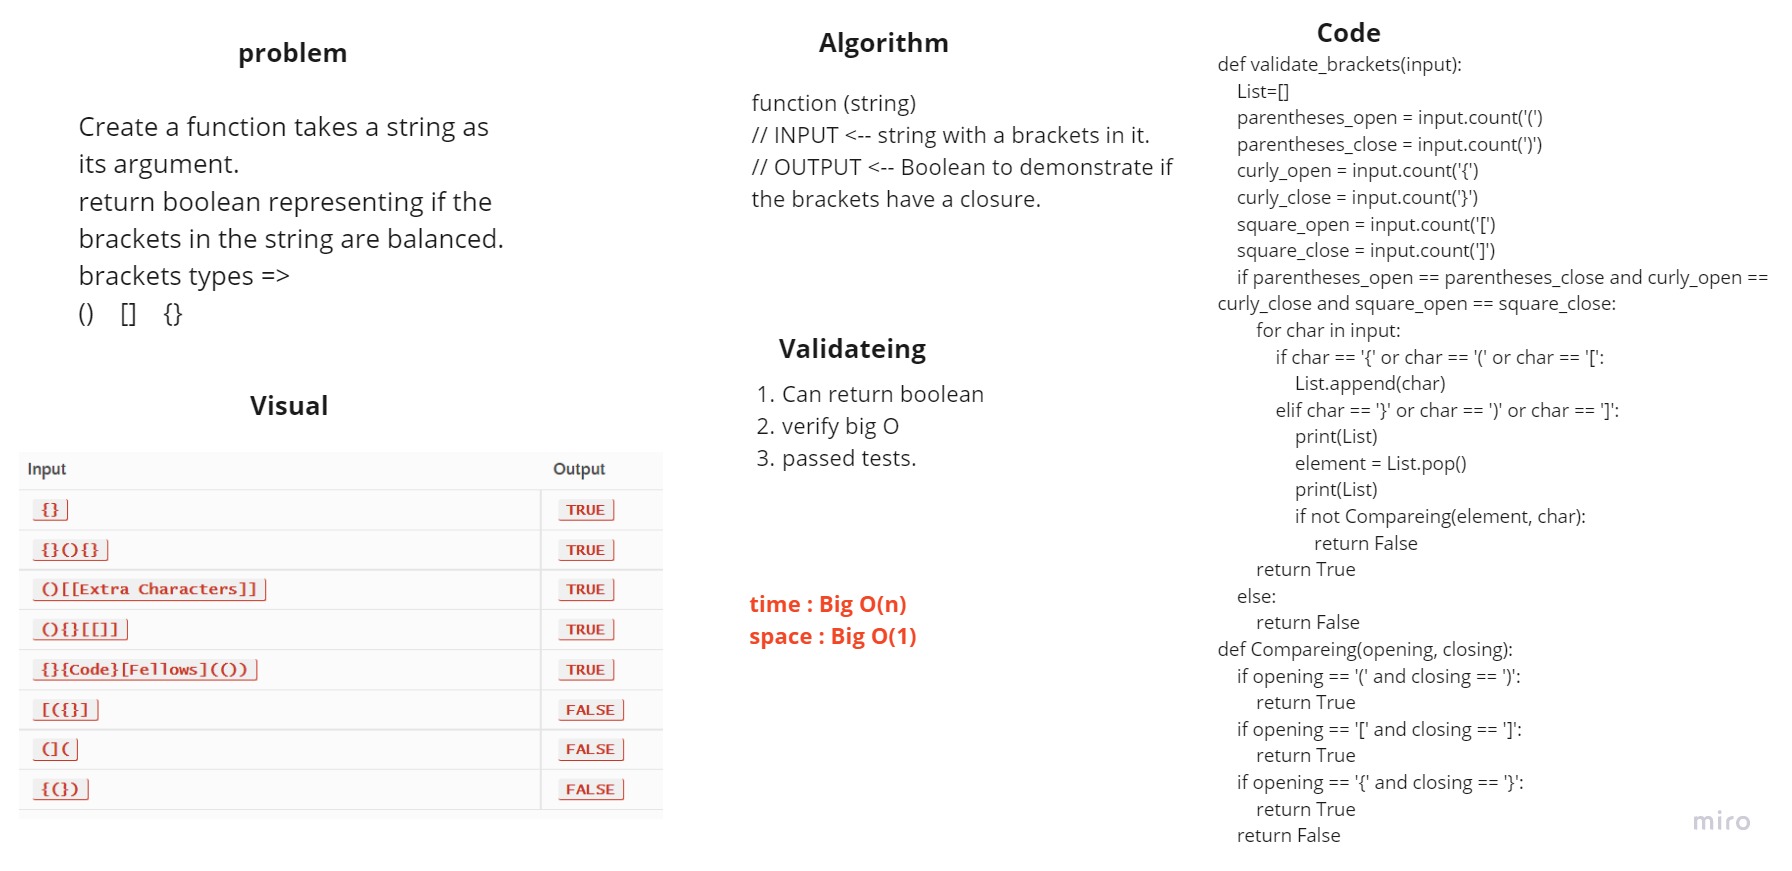 problem
Create a function takes a string as
its argument.
return boolean representing if the
brackets in the string are balanced.
brackets types =>
() [] {}
Visual
Input Output
{} TRUE
{}(){} TRUE
()[[Extra Characters]] TRUE
(){}[[]] TRUE
{}{Code}[Fellows](()) TRUE
[({}] FALSE
(]( FALSE
{(}) FALSE
Algorithm
function (string)
// INPUT <-- string with a brackets in it.
// OUTPUT <-- Boolean to demonstrate if
the brackets have a closure.
Validateing
1. Can return boolean
2. verify big O
3. passed tests.
time : Big O(n)
space : Big O(1)
Code
def validate_brackets(input):
List=[]
parentheses_open = input.count('(')
parentheses_close = input.count(')')
curly_open = input.count('{')
curly_close = input.count('}')
square_open = input.count('[')
square_close = input.count(']')
if parentheses_open == parentheses_close and curly_open ==
curly_close and square_open == square_close:
for char in input:
if char == '{' or char == '(' or char == '[':
List.append(char)
elif char == '}' or char == ')' or char == ']':
print(List)
element = List.pop()
print(List)
if not Compareing(element, char):
return False
return True
else:
return False
def Compareing(opening, closing):
if opening == '(' and closing == ')':
return True
if opening == '[' and closing == ']':
return True
if opening == '{' and closing == '}':
return True
return False
miro